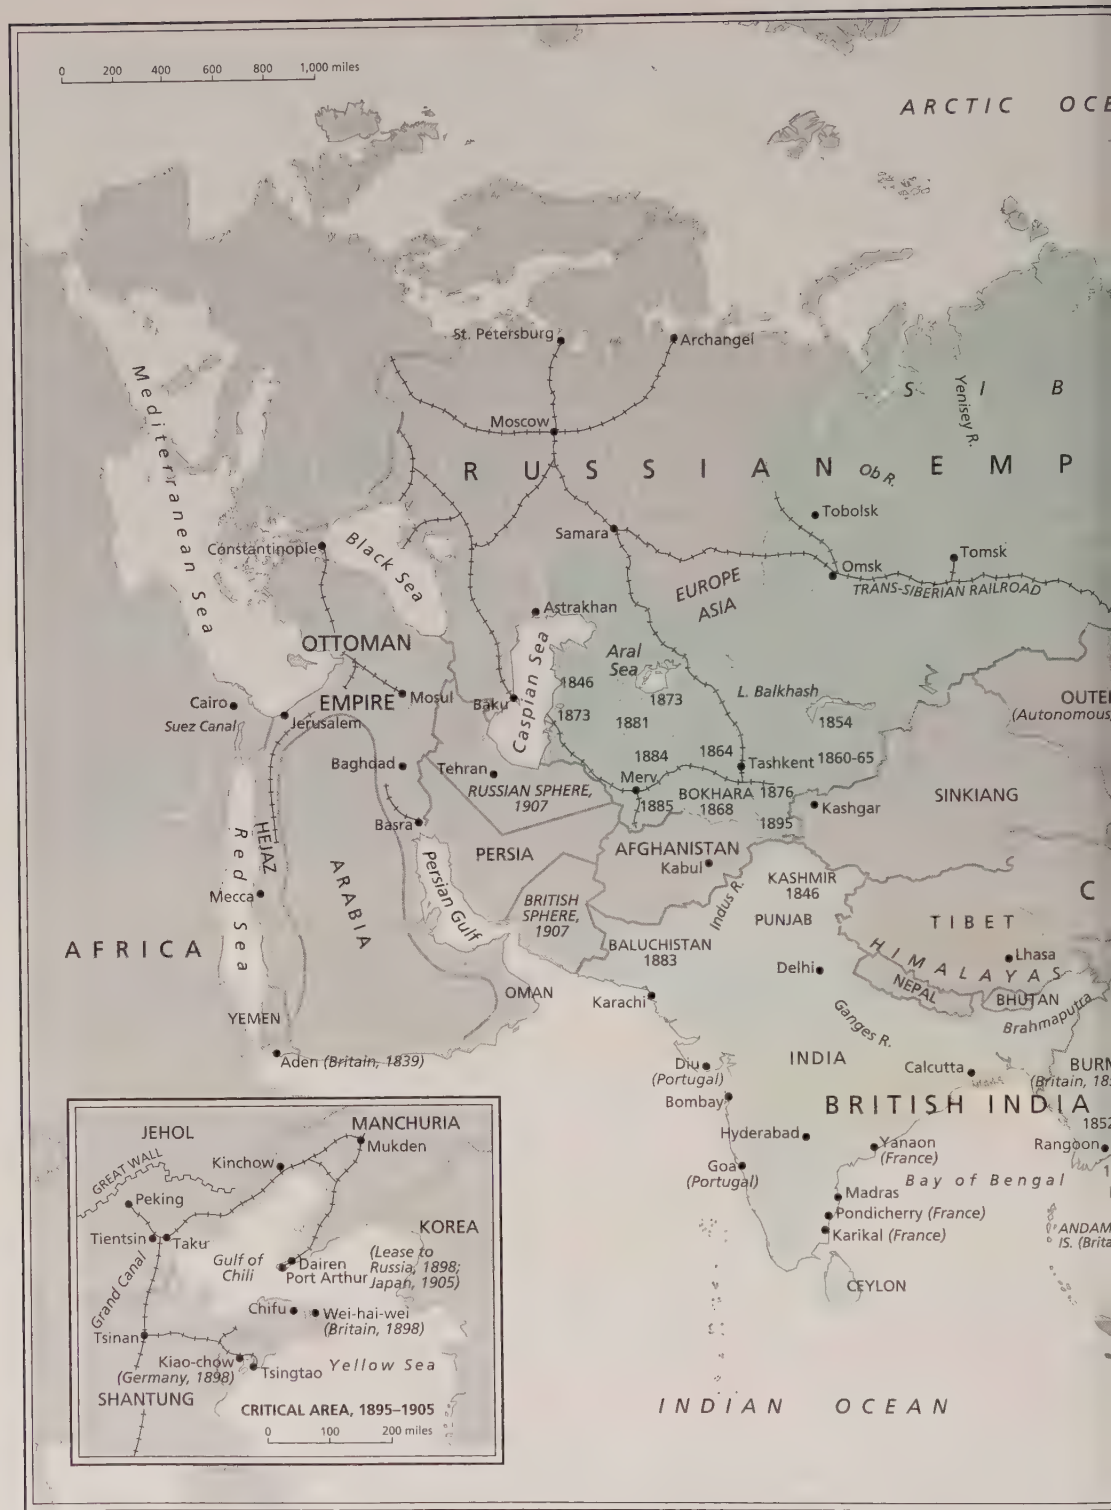 0 200 400 600 800 1,000 miles
ARCTIC OCE
St. Petersburg
Archangel
Mediterranean Sea
S I B
Yenisey R.
Moscow
RUSSIAN EMP
Ob R.
Tobolsk
Samara
Constantinople
Black Sea
Omsk
Tomsk
TRANS-SIBERIAN RAILROAD
EUROPE
ASIA
Astrakhan
OTTOMAN
EMPIRE
Caspian Sea
Aral
Sea
1846
1873
L. Balkhash
OUTE
(Autonomous,
Cairo
Mosul
Baku
1873
1881
1854
Suez Canal
Jerusalem
1884
1864
Tashkent
1860-65
Baghdad
Tehran
Merv
RUSSIAN SPHERE,
1907
BOKHARA
1868
1876
1885
SINKIANG
Kashgar
1895
Basra
HEJAZ
Red Sea
PERSIA
AFGHANISTAN
Kabul
Persian Gulf
ARABIA
KASHMIR
1846
C
Mecca
BRITISH
SPHERE,
1907
Indus R.
PUNJAB
TIBET
AFRICA
BALUCHISTAN
1883
HIMALAYAS
Lhasa
Delhi
NEPAL
BHUTAN
OMAN
Karachi
Brahmaputra
YEMEN
Ganges R.
Aden (Britain, 1839)
Diu
(Portugal)
INDIA
Calcutta
BURM
(Britain, 18
Bombay
BRITISH INDIA
1852
Hyderabad
Yanaon
(France)
Rangoon
1
Goa
(Portugal)
Bay of Bengal
Madras
Pondicherry (France)
Karikal (France)
ANDAM
IS. (Brita
CEYLON
INDIAN OCEAN
JEHOL
MANCHURIA
Mukden
Kinchow
GREAT WALL
Peking
KOREA
Tientsin
Taku
Gulf of
Chili
Dairen
Port Arthur
(Lease to
Russia, 1898;
Japan, 1905)
Grand Canal
Chifu
Wei-hai-wei
(Britain, 1898)
Tsinan
Kiao-chow
(Germany, 1898)
Tsingtao
Yellow Sea
SHANTUNG
CRITICAL AREA, 1895–1905
0 100 200 miles